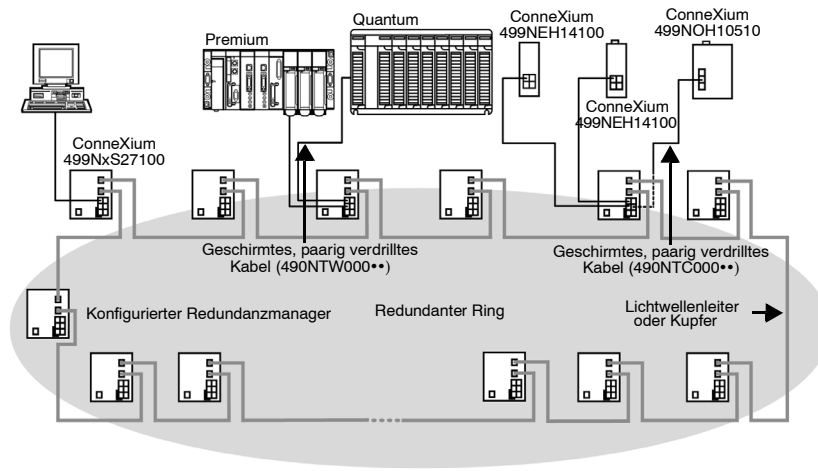 Premium
Quantum
ConneXium
499NEH14100
ConneXium
499NOH10510
ConneXium
499NEH14100
ConneXium
499NxS27100
Geschirmtes, paarig verdrilltes
Kabel (490NTW000••)
Geschirmtes, paarig verdrilltes
Kabel (490NTC000••)
Konfigurierter Redundanzmanager
Redundanter Ring
Lichtwellenleiter
oder Kupfer